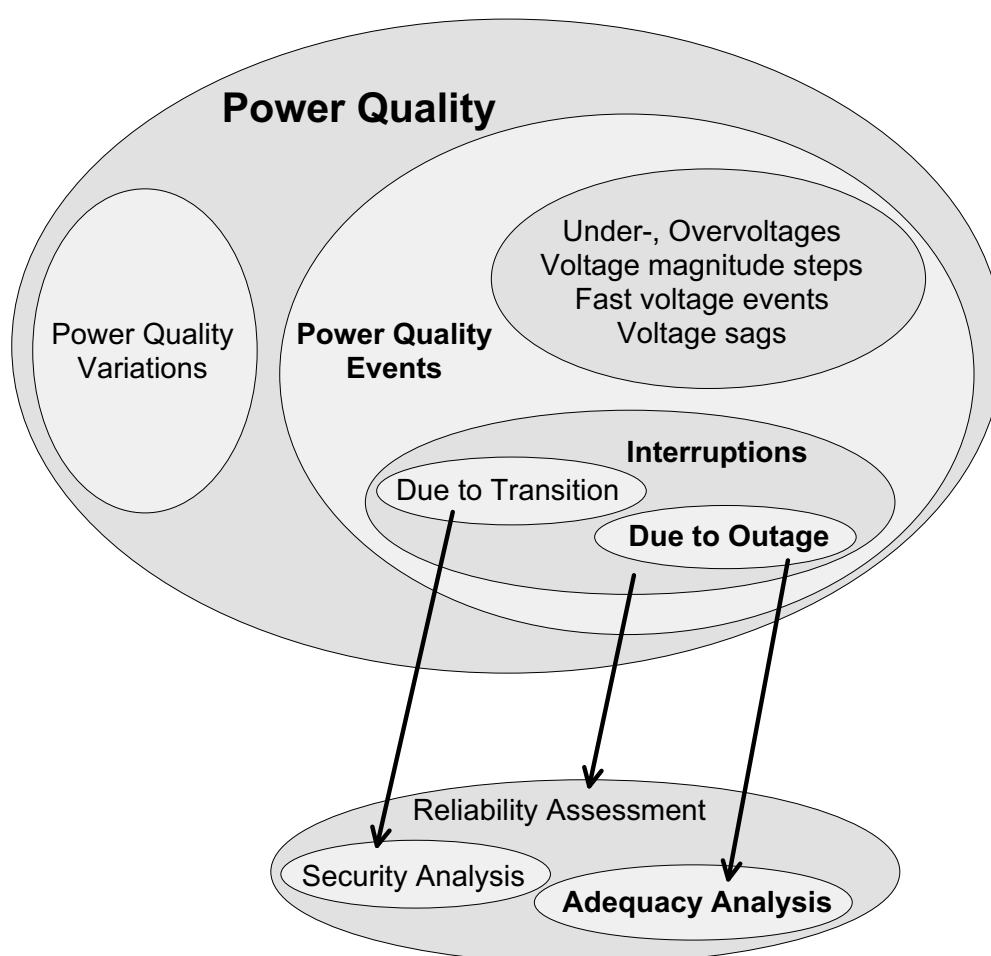 Power Quality
Under-, Overvoltages
Voltage magnitude steps
Fast voltage events
Voltage sags
Power Quality
Variations
Power Quality
Events
Interruptions
Due to Transition
Due to Outage
Reliability Assessment
Security Analysis
Adequacy Analysis